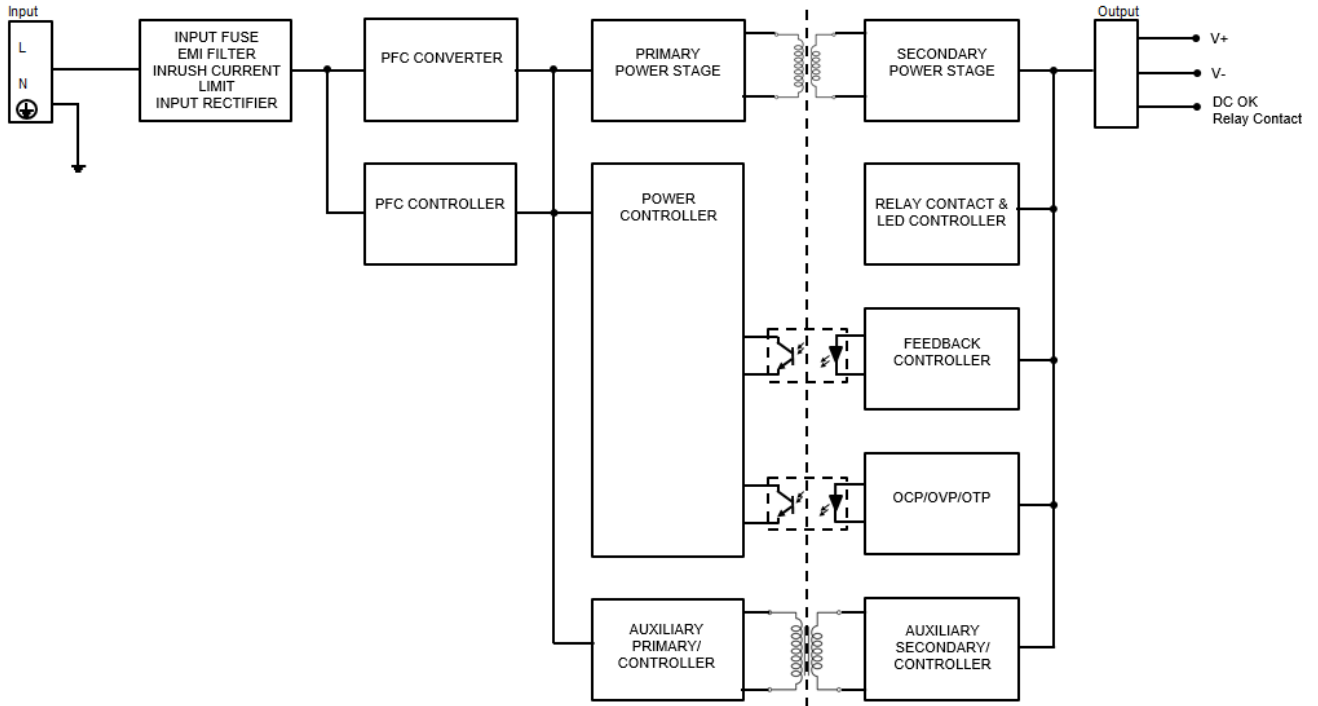 Input
L
N
INPUT FUSE
EMI FILTER
INRUSH CURRENT
LIMIT
INPUT RECTIFIER
PFC CONVERTER
PRIMARY
POWER STAGE
SECONDARY
POWER STAGE
Output
V+
V-
DC OK
Relay Contact
PFC CONTROLLER
POWER
CONTROLLER
RELAY CONTACT &
LED CONTROLLER
FEEDBACK
CONTROLLER
OCP/OVP/OTP
AUXILIARY
PRIMARY/
CONTROLLER
AUXILIARY
SECONDARY/
CONTROLLER